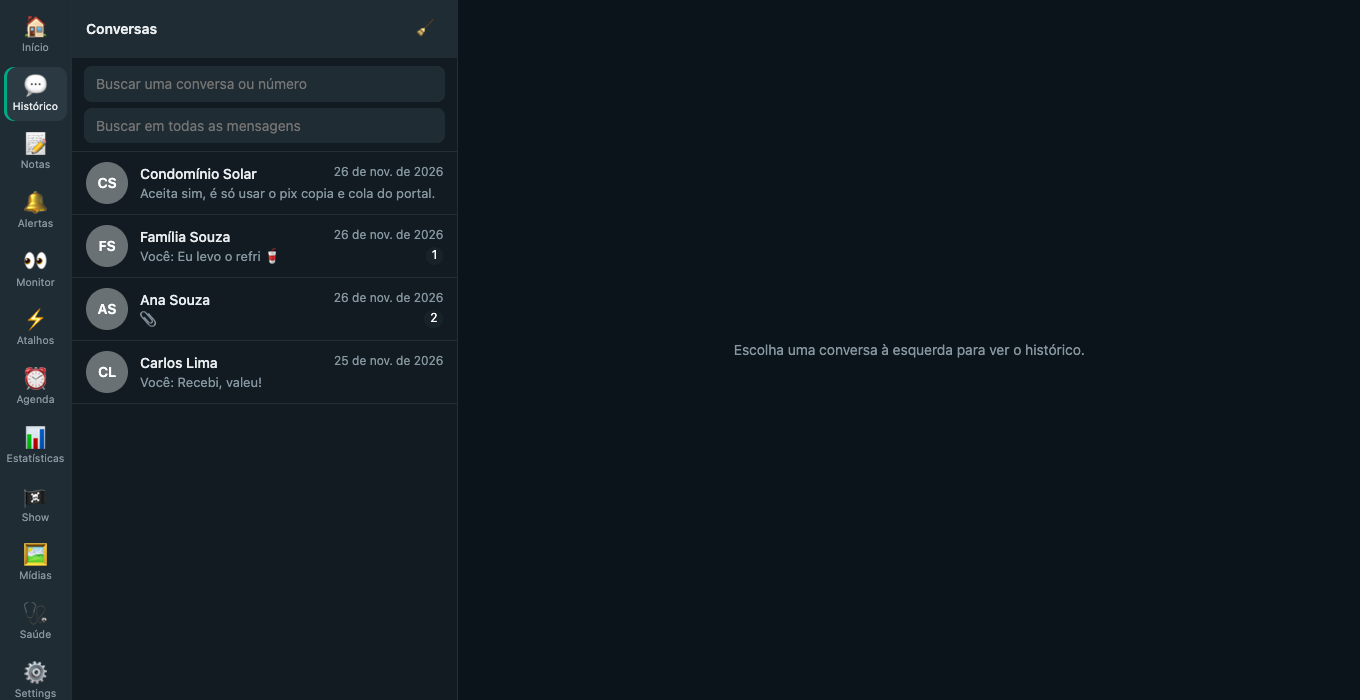 Início
Histórico
Notas
Alertas
Monitor
Atalhos
Agenda
Estatísticas
Show
Mídias
Saúde
Settings
Conversas
Buscar uma conversa ou número
Buscar em todas as mensagens
CS
Condomínio Solar
26 de nov. de 2026
Aceita sim, é só usar o pix copia e cola do portal.
FS
Família Souza
26 de nov. de 2026
Você: Eu levo o refri 🥤
1
AS
Ana Souza
26 de nov. de 2026
📎
2
CL
Carlos Lima
25 de nov. de 2026
Você: Recebi, valeu!
Escolha uma conversa à esquerda para ver o histórico.